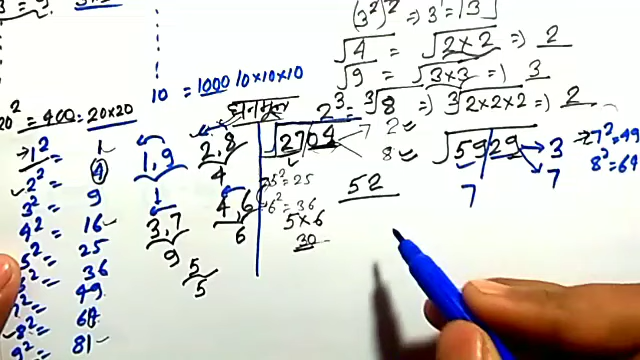 (3²)² => 3¹ = 3
√4 = √2×2 => 2
√9 = √3×3 => 3
10 = 1000 10×10×10
2³ = ³√8 => ³√2×2×2 => 2
20² = 400 = 20×20
घनमूल
1² = 1
2² = 4
3² = 9
4² = 16
5² = 25
6² = 36
7² = 49
8² = 64
9² = 81
1,9
1
2,8
4
3,7
9
4,6
6
5
5
√2704
2
8
5² = 25
6² = 36
5×6
30
52
√5929
3
7
7
7² = 49
8² = 64